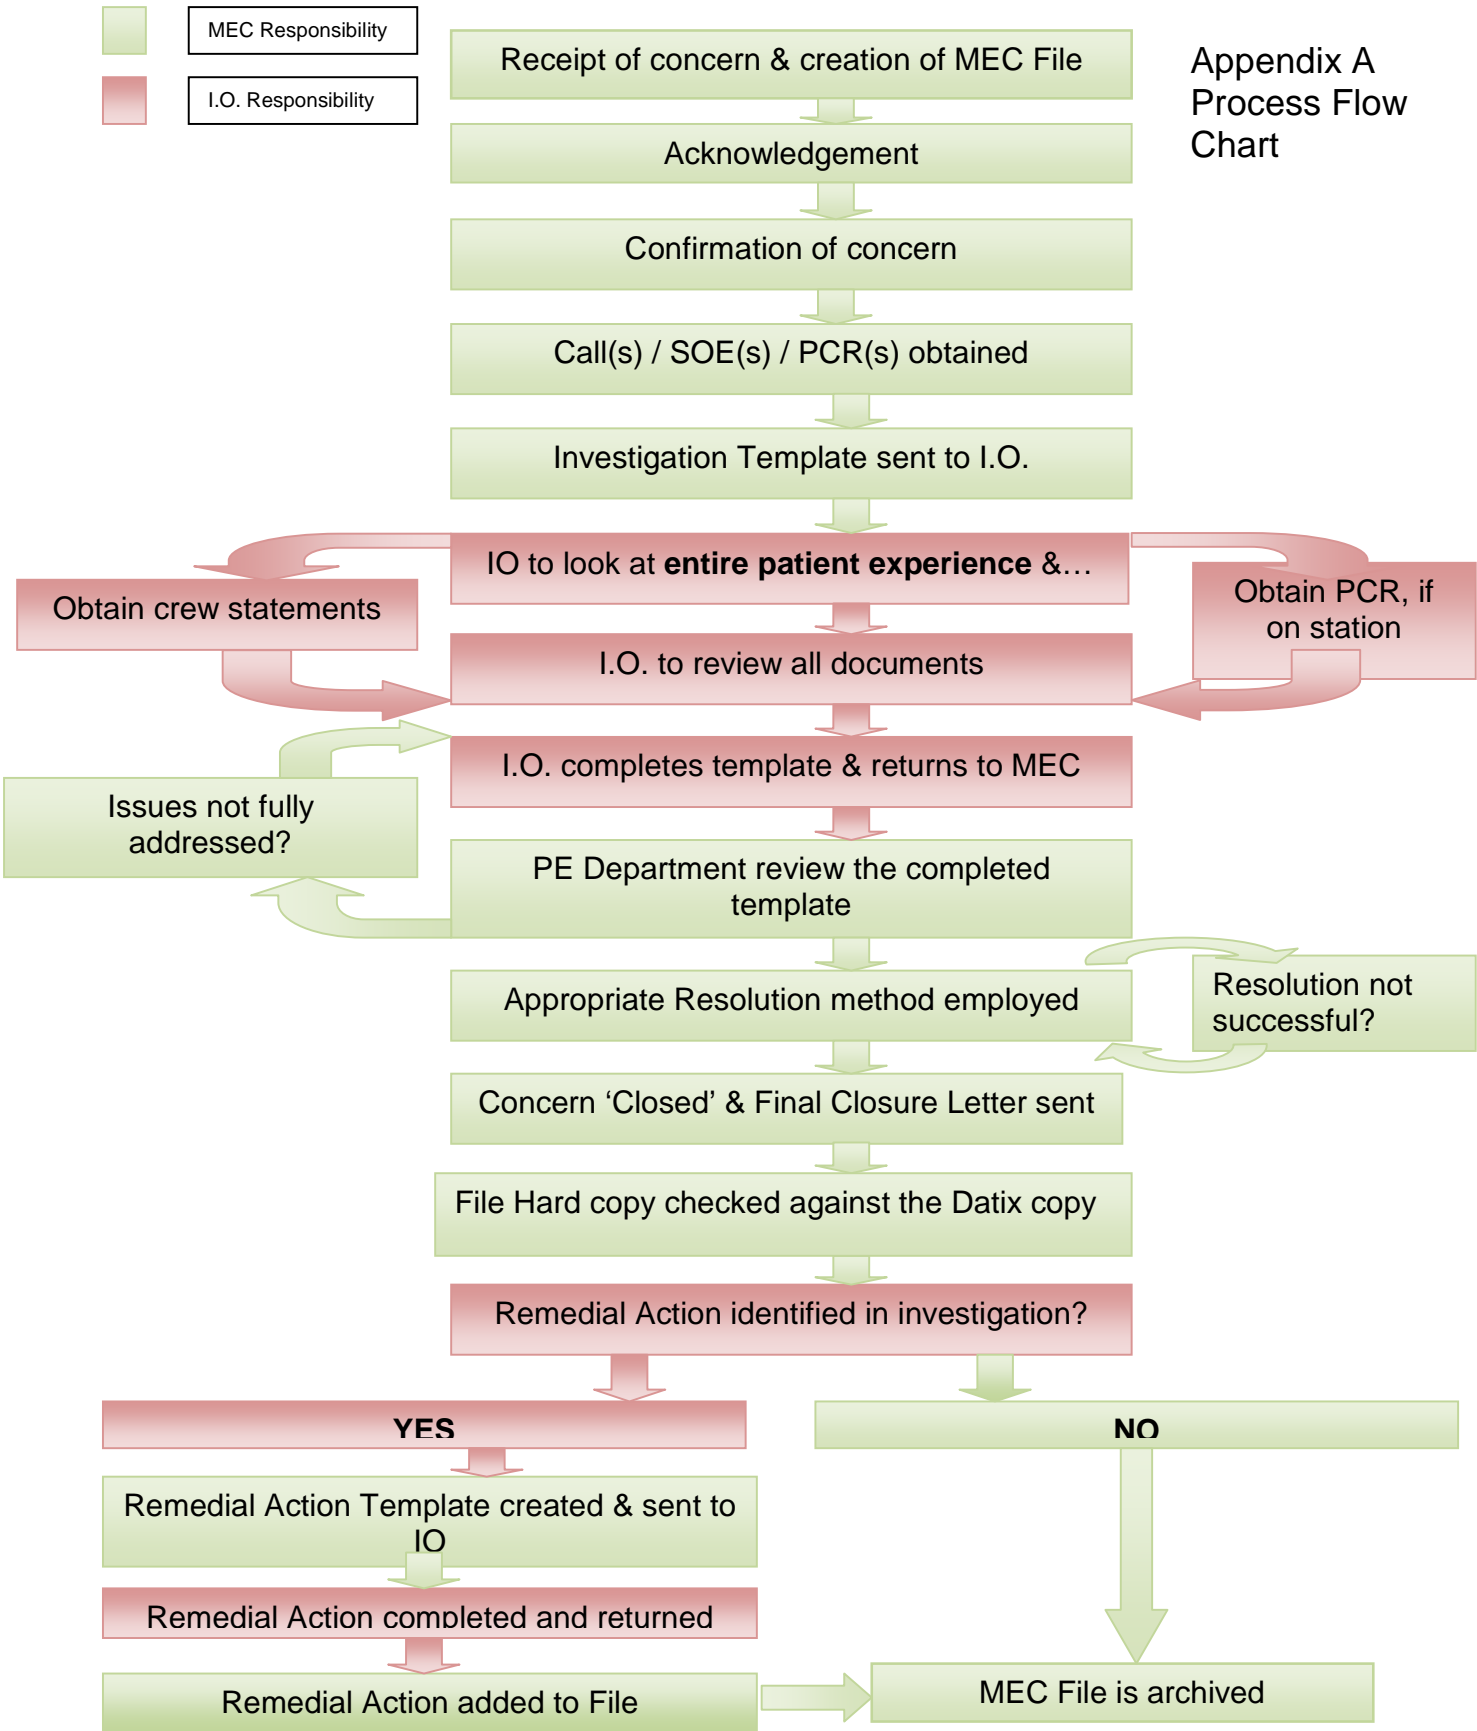 MEC Responsibility
I.O. Responsibility
Appendix A
Process Flow
Chart
Receipt of concern & creation of MEC File
Acknowledgement
Confirmation of concern
Call(s) / SOE(s) / PCR(s) obtained
Investigation Template sent to I.O.
IO to look at entire patient experience &…
Obtain crew statements
Obtain PCR, if
on station
I.O. to review all documents
I.O. completes template & returns to MEC
Issues not fully
addressed?
PE Department review the completed
template
Appropriate Resolution method employed
Resolution not
successful?
Concern ‘Closed’ & Final Closure Letter sent
File Hard copy checked against the Datix copy
Remedial Action identified in investigation?
YES
NO
Remedial Action Template created & sent to
IO
Remedial Action completed and returned
Remedial Action added to File
MEC File is archived